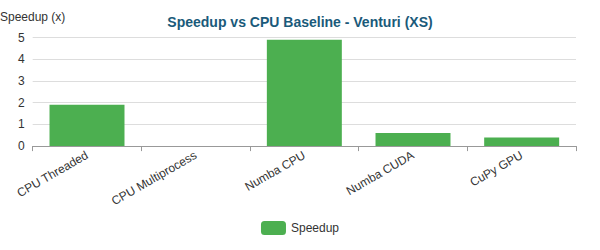 Speedup (x)
Speedup vs CPU Baseline - Venturi (XS)
5
4
3
2
1
0
CPU Threaded
CPU Multiprocess
Numba CPU
Numba CUDA
CuPy GPU
Speedup